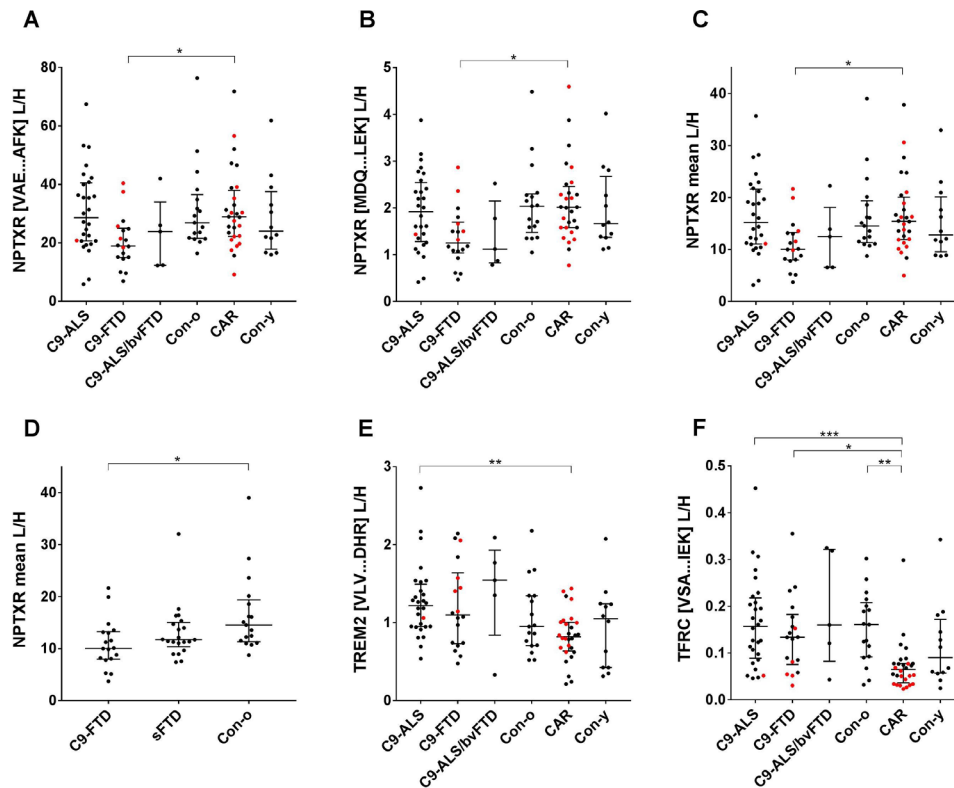 A
NPTXR [VAE...AFK] L/H
*
80
60
40
20
0
C9-ALS
C9-FTD
C9-ALS/bvFTD
Con-o
CAR
Con-y
B
NPTXR [MDQ...LEK] L/H
*
5
4
3
2
1
0
C9-ALS
C9-FTD
C9-ALS/bvFTD
Con-o
CAR
Con-y
C
NPTXR mean L/H
*
40
30
20
10
0
C9-ALS
C9-FTD
C9-ALS/bvFTD
Con-o
CAR
Con-y
D
NPTXR mean L/H
*
40
30
20
10
0
C9-FTD
sFTD
Con-o
E
TREM2 [VLV...DHR] L/H
**
3
2
1
0
C9-ALS
C9-FTD
C9-ALS/bvFTD
Con-o
CAR
Con-y
F
TFRC [VSA...IEK] L/H
***
*
**
0.5
0.4
0.3
0.2
0.1
0.0
C9-ALS
C9-FTD
C9-ALS/bvFTD
Con-o
CAR
Con-y